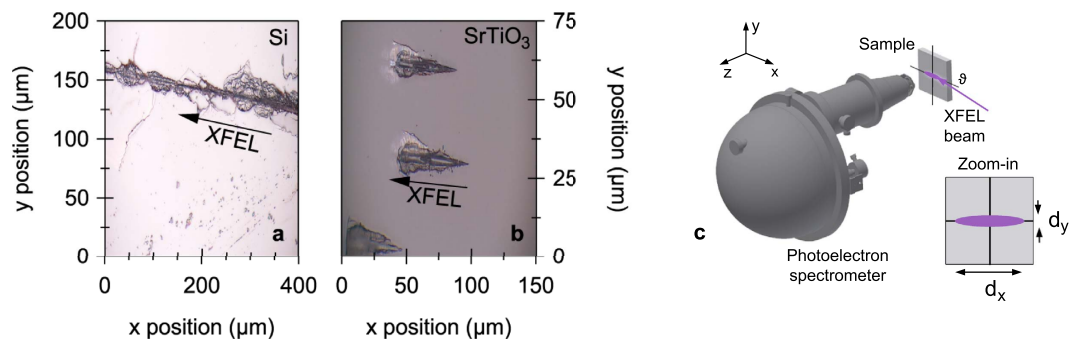 200
150
100
50
0
y position (µm)
Si
XFEL
a
0
200
400
x position (µm)
SrTiO3
XFEL
b
75
50
25
0
y position (µm)
0
50
100
150
x position (µm)
y
z
x
Sample
ϑ
XFEL
beam
c
Photoelectron
spectrometer
Zoom-in
dy
dx